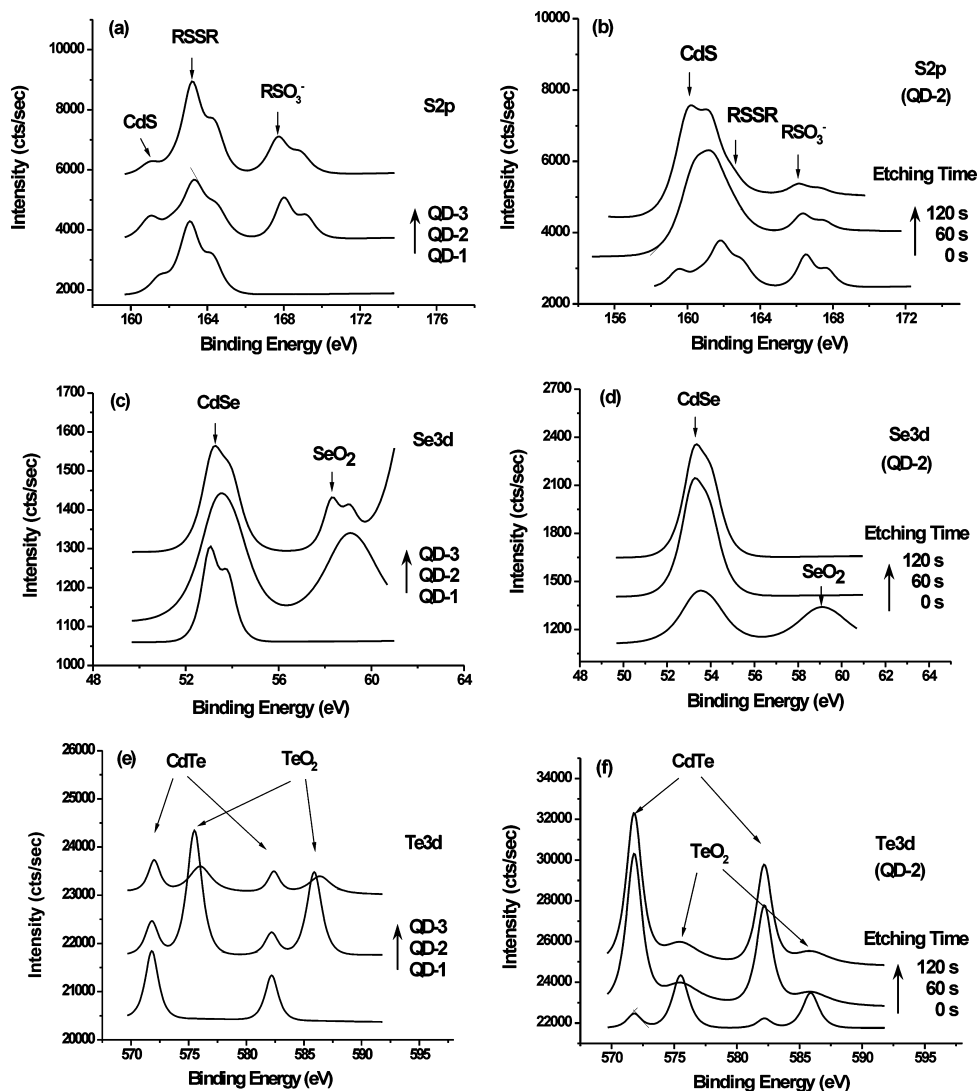 (a)
RSSR
CdS
RSO₃⁻
S2p
QD-3
QD-2
QD-1
Intensity (cts/sec)
10000
8000
6000
4000
2000
160 164 168 172 176
Binding Energy (eV)
(b)
CdS
RSSR
RSO₃⁻
S2p
(QD-2)
Etching Time
120 s
60 s
0 s
Intensity (cts/sec)
10000
8000
6000
4000
2000
156 160 164 168 172
Binding Energy (eV)
(c)
CdSe
SeO₂
Se3d
QD-3
QD-2
QD-1
Intensity (cts/sec)
1700
1600
1500
1400
1300
1200
1100
1000
48 52 56 60 64
Binding Energy (eV)
(d)
CdSe
SeO₂
Se3d
(QD-2)
Etching Time
120 s
60 s
0 s
Intensity (cts/sec)
2700
2400
2100
1800
1500
1200
48 50 52 54 56 58 60 62 64
Binding Energy (eV)
(e)
CdTe
TeO₂
Te3d
QD-3
QD-2
QD-1
Intensity (cts/sec)
26000
25000
24000
23000
22000
21000
20000
570 575 580 585 590 595
Binding Energy (eV)
(f)
CdTe
TeO₂
Te3d
(QD-2)
Etching Time
120 s
60 s
0 s
Intensity (cts/sec)
34000
32000
30000
28000
26000
24000
22000
570 575 580 585 590 595
Binding Energy (eV)